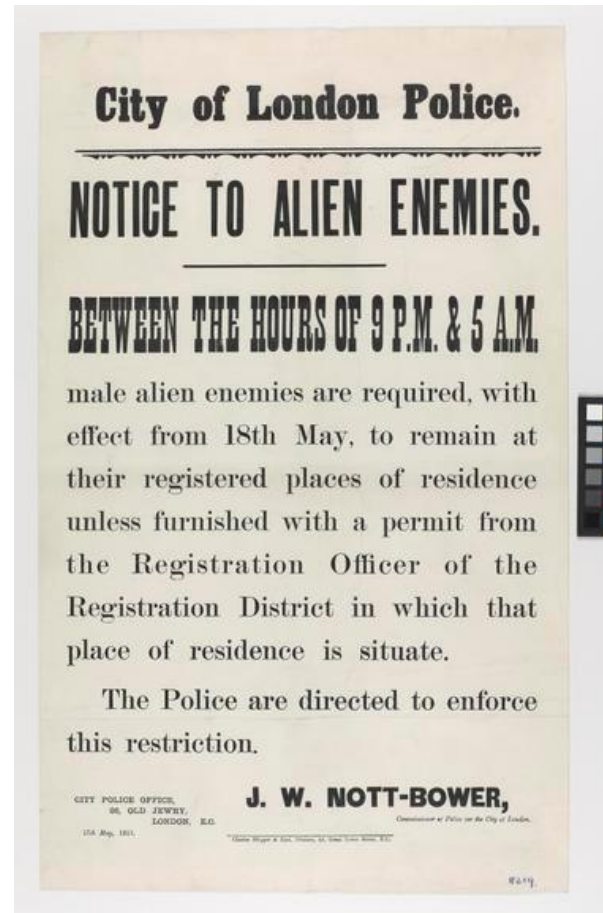 City of London Police.
NOTICE TO ALIEN ENEMIES.
BETWEEN THE HOURS OF 9 P.M. & 5 A.M.
male alien enemies are required, with
effect from 18th May, to remain at
their registered places of residence
unless furnished with a permit from
the Registration Officer of the
Registration District in which that
place of residence is situate.
The Police are directed to enforce
this restriction.
CITY POLICE OFFICE,
26, OLD JEWRY,
LONDON, E.C.
17th May, 1915.
J. W. NOTT-BOWER,
Commissioner of Police for the City of London.